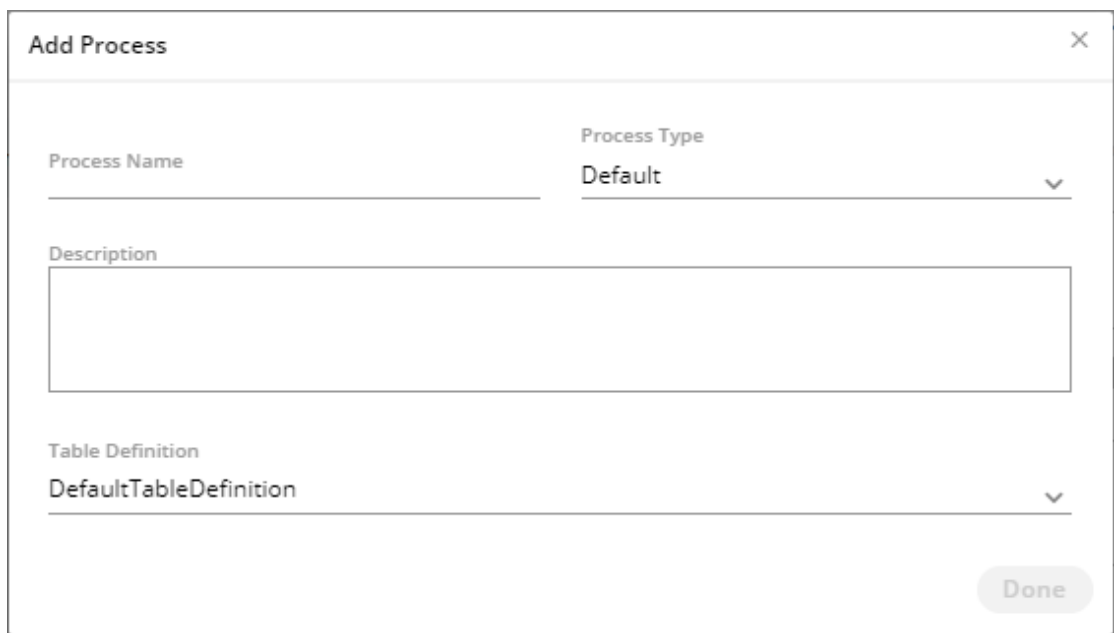 Add Process
Process Name
Process Type
Default
Description
Table Definition
DefaultTableDefinition
Done